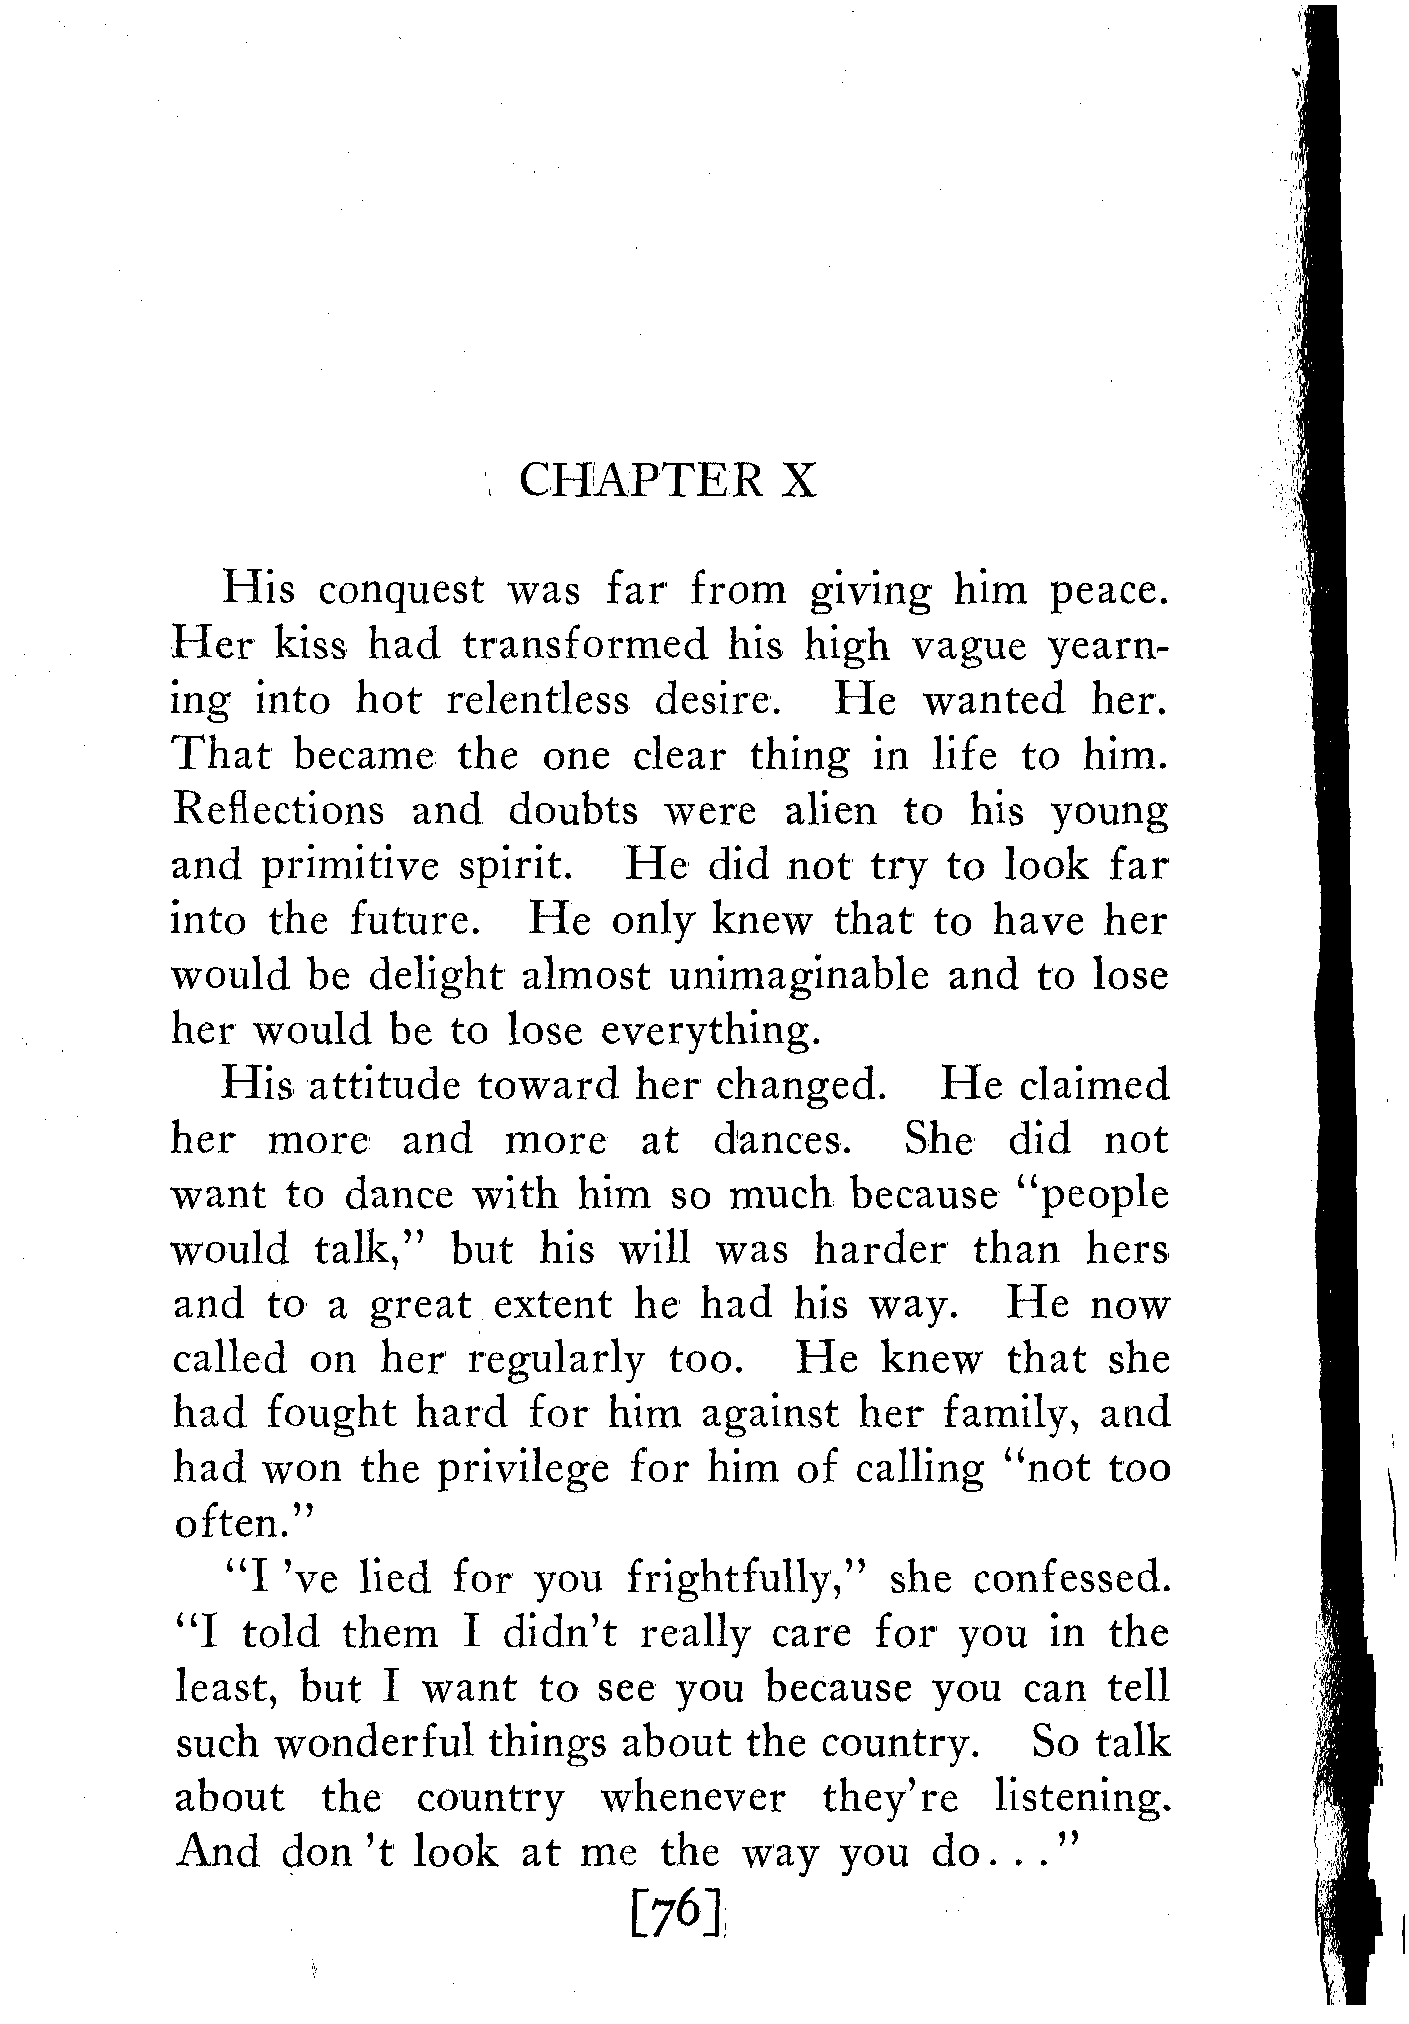 CHAPTER X
His conquest was far from giving him peace.
Her kiss had transformed his high vague yearn-
ing into hot relentless desire. He wanted her.
That became the one clear thing in life to him.
Reflections and doubts were alien to his young
and primitive spirit. He did not try to look far
into the future. He only knew that to have her
would be delight almost unimaginable and to lose
her would be to lose everything.
His attitude toward her changed. He claimed
her more and more at dances. She did not
want to dance with him so much because "people
would talk," but his will was harder than hers
and to a great extent he had his way. He now
called on her regularly too. He knew that she
had fought hard for him against her family, and
had won the privilege for him of calling "not too
often."
"I 've lied for you frightfully," she confessed.
"I told them I didn't really care for you in the
least, but I want to see you because you can tell
such wonderful things about the country. So talk
about the country whenever they're listening.
And don 't look at me the way you do. . ."
[76]